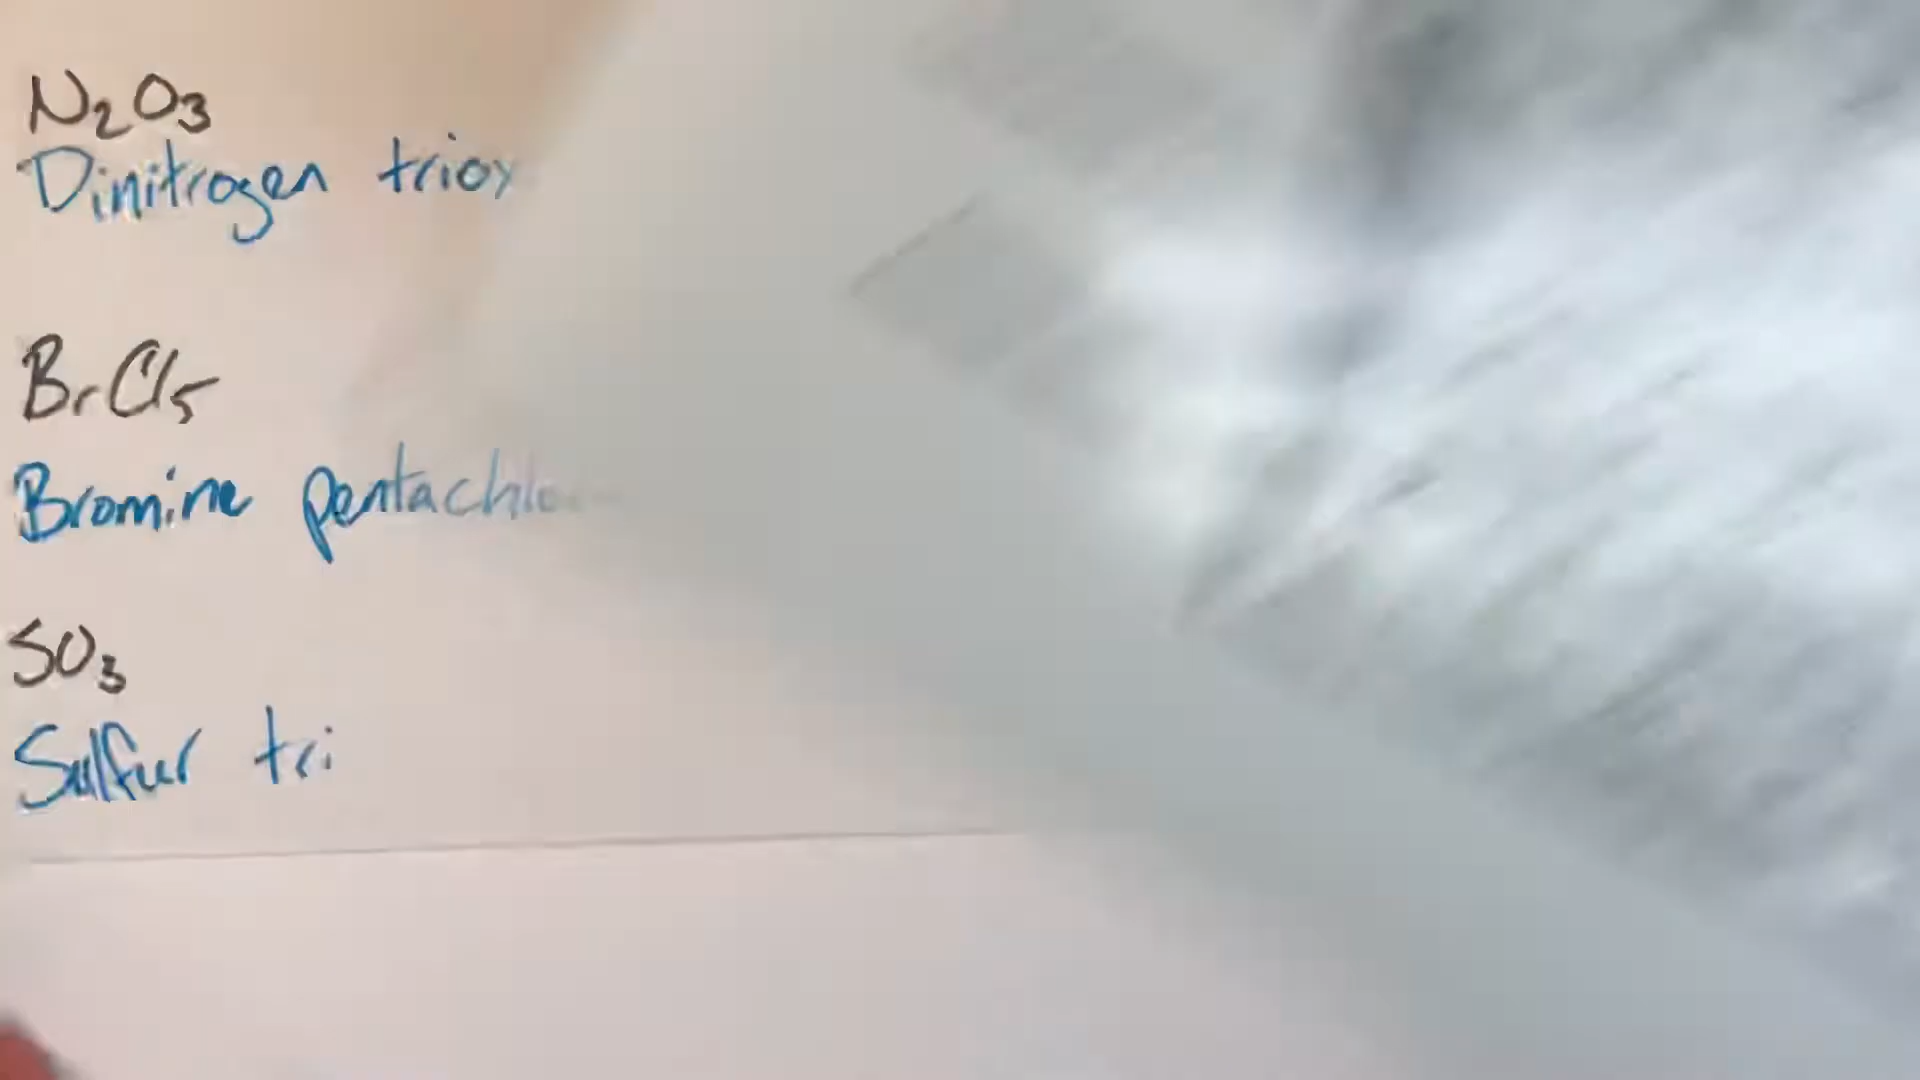 N₂O₃
Dinitrogen triox
BrCl₅
Bromine pentachlo
SO₃
Sulfur tri